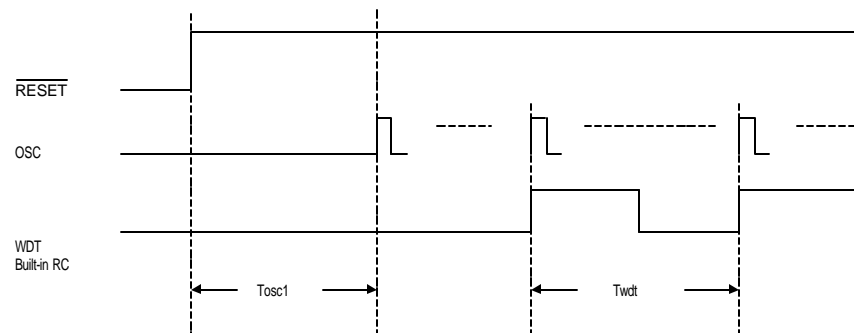 RESET
OSC
WDT
Built-in RC
Tosc1
Twdt